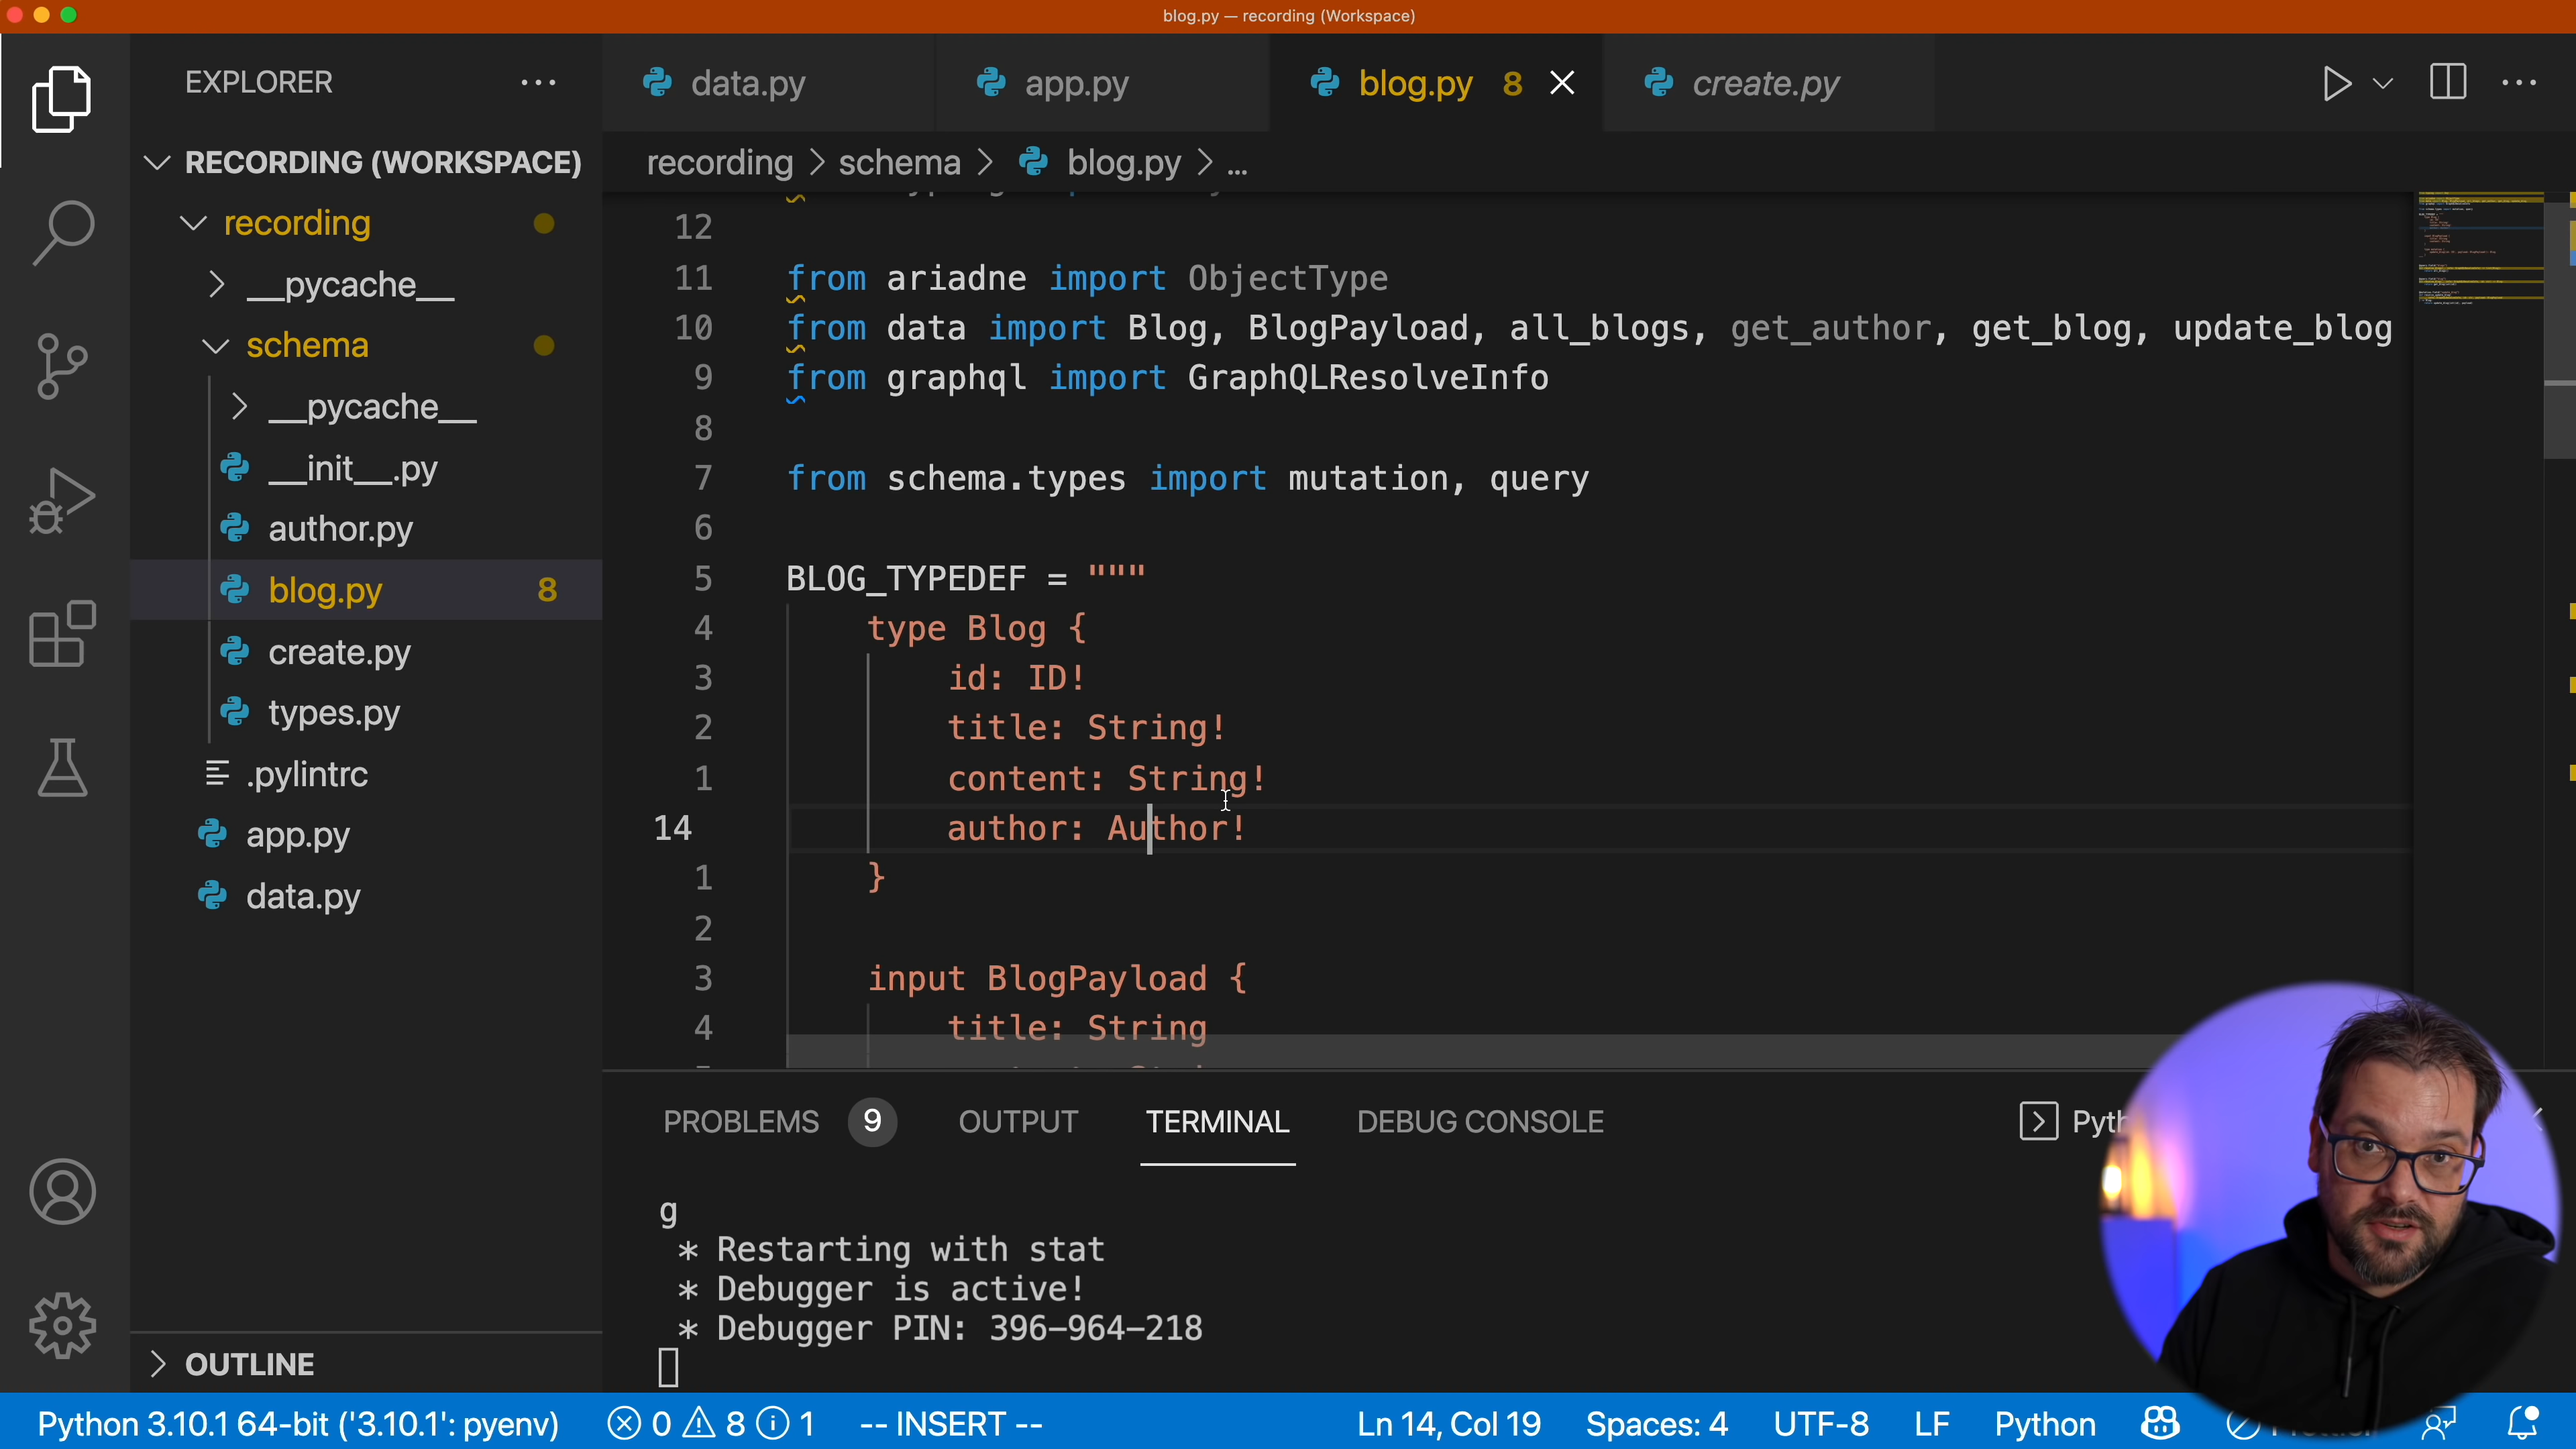 blog.py — recording (Workspace)
EXPLORER
RECORDING (WORKSPACE)
recording
__pycache__
schema
__pycache__
__init__.py
author.py
blog.py 8
create.py
types.py
.pylintrc
app.py
data.py
OUTLINE
data.py app.py blog.py 8 create.py
recording > schema > blog.py > ...
12
11 from ariadne import ObjectType
10 from data import Blog, BlogPayload, all_blogs, get_author, get_blog, update_blog
9 from graphql import GraphQLResolveInfo
8
7 from schema.types import mutation, query
6
5 BLOG_TYPEDEF = """
4 type Blog {
3 id: ID!
2 title: String!
1 content: String!
14 author: Author!
1 }
2
3 input BlogPayload {
4 title: String
PROBLEMS 9 OUTPUT TERMINAL DEBUG CONSOLE
g
* Restarting with stat
* Debugger is active!
* Debugger PIN: 396-964-218
Python 3.10.1 64-bit ('3.10.1': pyenv) 0 8 1 -- INSERT -- Ln 14, Col 19 Spaces: 4 UTF-8 LF Python